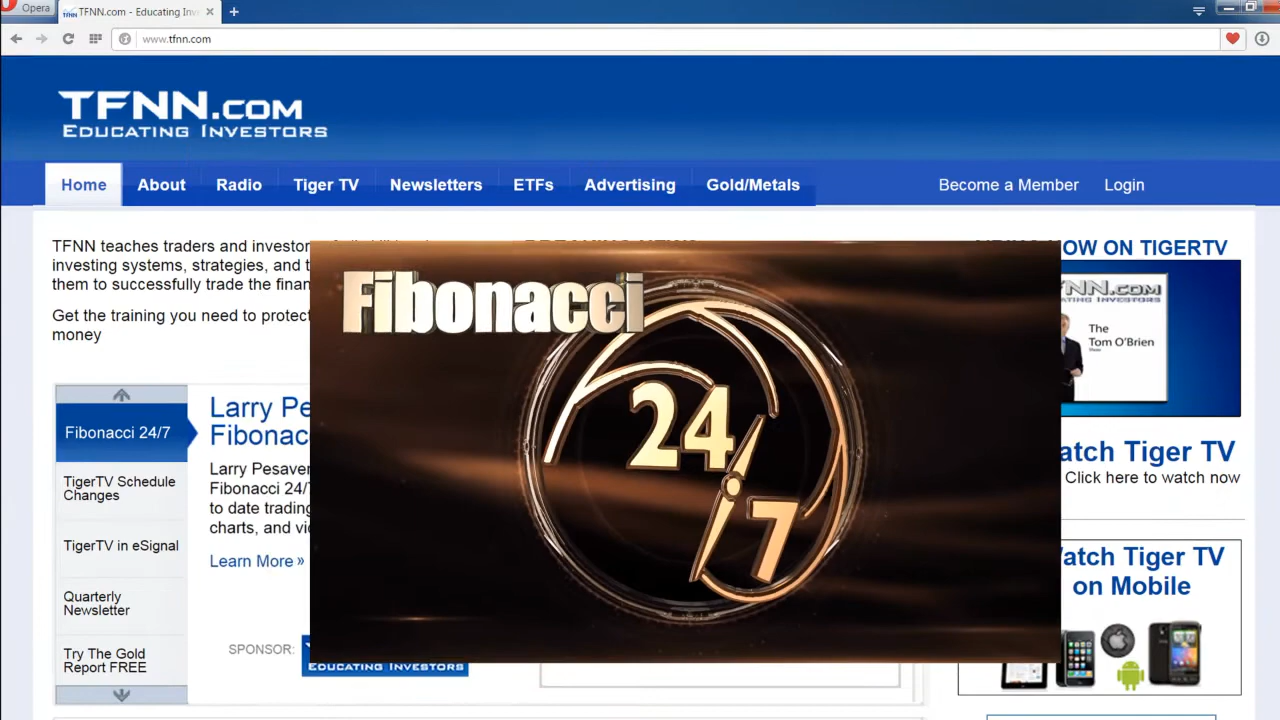 Opera
TFNN.com - Educating Inv
www.tfnn.com
TFNN.COM
EDUCATING INVESTORS
Home
About
Radio
Tiger TV
Newsletters
ETFs
Advertising
Gold/Metals
Become a Member
Login
TFNN teaches traders and investor
investing systems, strategies, and t
them to successfully trade the finan
Get the training you need to protec
money
NOW ON TIGERTV
The
Tom O'Brien
Show
Fibonacci
24
7
Larry Pe
Fibonac
Larry Pesaver
Fibonacci 24/7
to date trading
charts, and vid
Learn More »
Fibonacci 24/7
TigerTV Schedule
Changes
TigerTV in eSignal
Quarterly
Newsletter
Try The Gold
Report FREE
SPONSOR:
EDUCATING INVESTORS
atch Tiger TV
Click here to watch now
atch Tiger TV
on Mobile